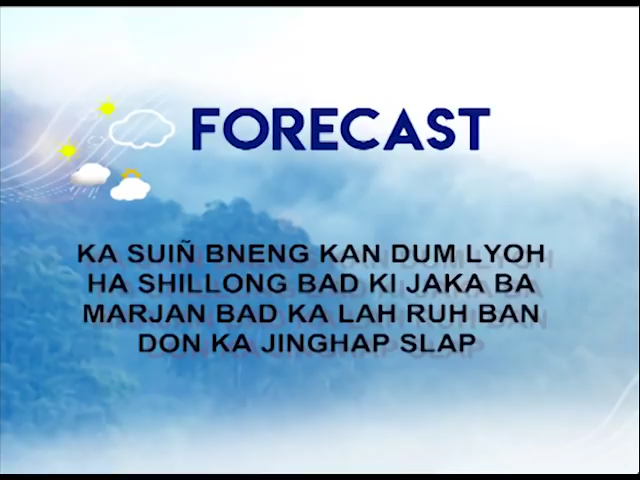 FORECAST
KA SUIÑ BNENG KAN DUM LYOH
HA SHILLONG BAD KI JAKA BA
MARJAN BAD KA LAH RUH BAN
DON KA JINGHAP SLAP